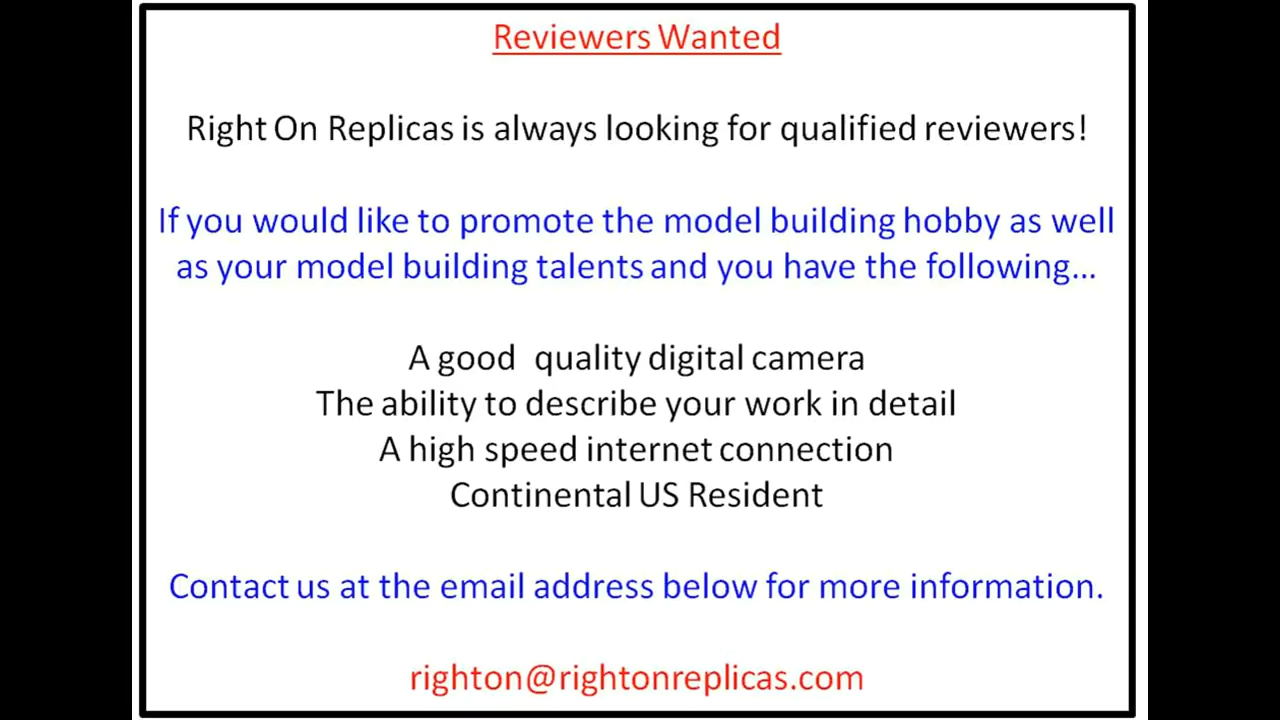 Reviewers Wanted
Right On Replicas is always looking for qualified reviewers!
If you would like to promote the model building hobby as well
as your model building talents and you have the following...
A good quality digital camera
The ability to describe your work in detail
A high speed internet connection
Continental US Resident
Contact us at the email address below for more information.
righton@rightonreplicas.com